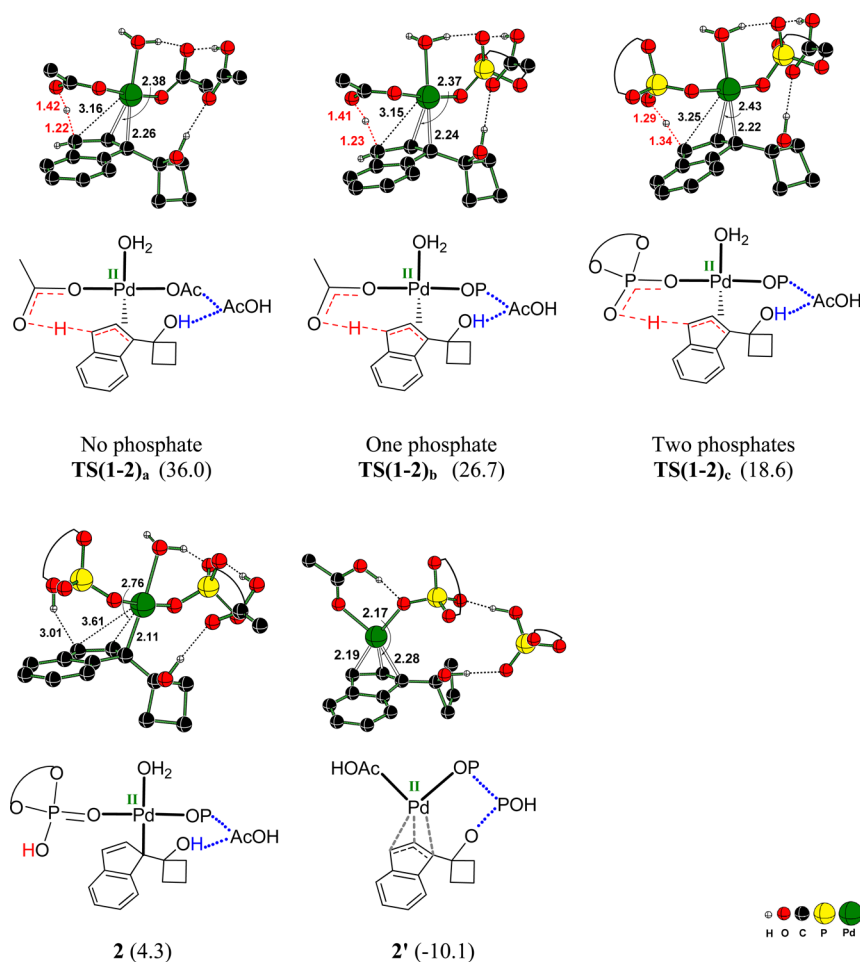 2.38
1.42
3.16
1.22
2.26
2.37
1.41
3.15
1.23
2.24
1.29
3.25
2.43
1.34
2.22
OH2
II
O Pd OAc
AcOH
O H OH
OH2
II
O Pd OP
AcOH
O H OH
OH2
O II
O P O Pd OP
AcOH
O H OH
No phosphate
TS(1-2)a (36.0)
One phosphate
TS(1-2)b (26.7)
Two phosphates
TS(1-2)c (18.6)
2.76
3.61
3.01
2.11
2.17
2.19
2.28
OH2
O II
O P O Pd OP
AcOH
HO OH
2 (4.3)
HOAc OP
II
Pd POH
O
2' (-10.1)
H O C P Pd